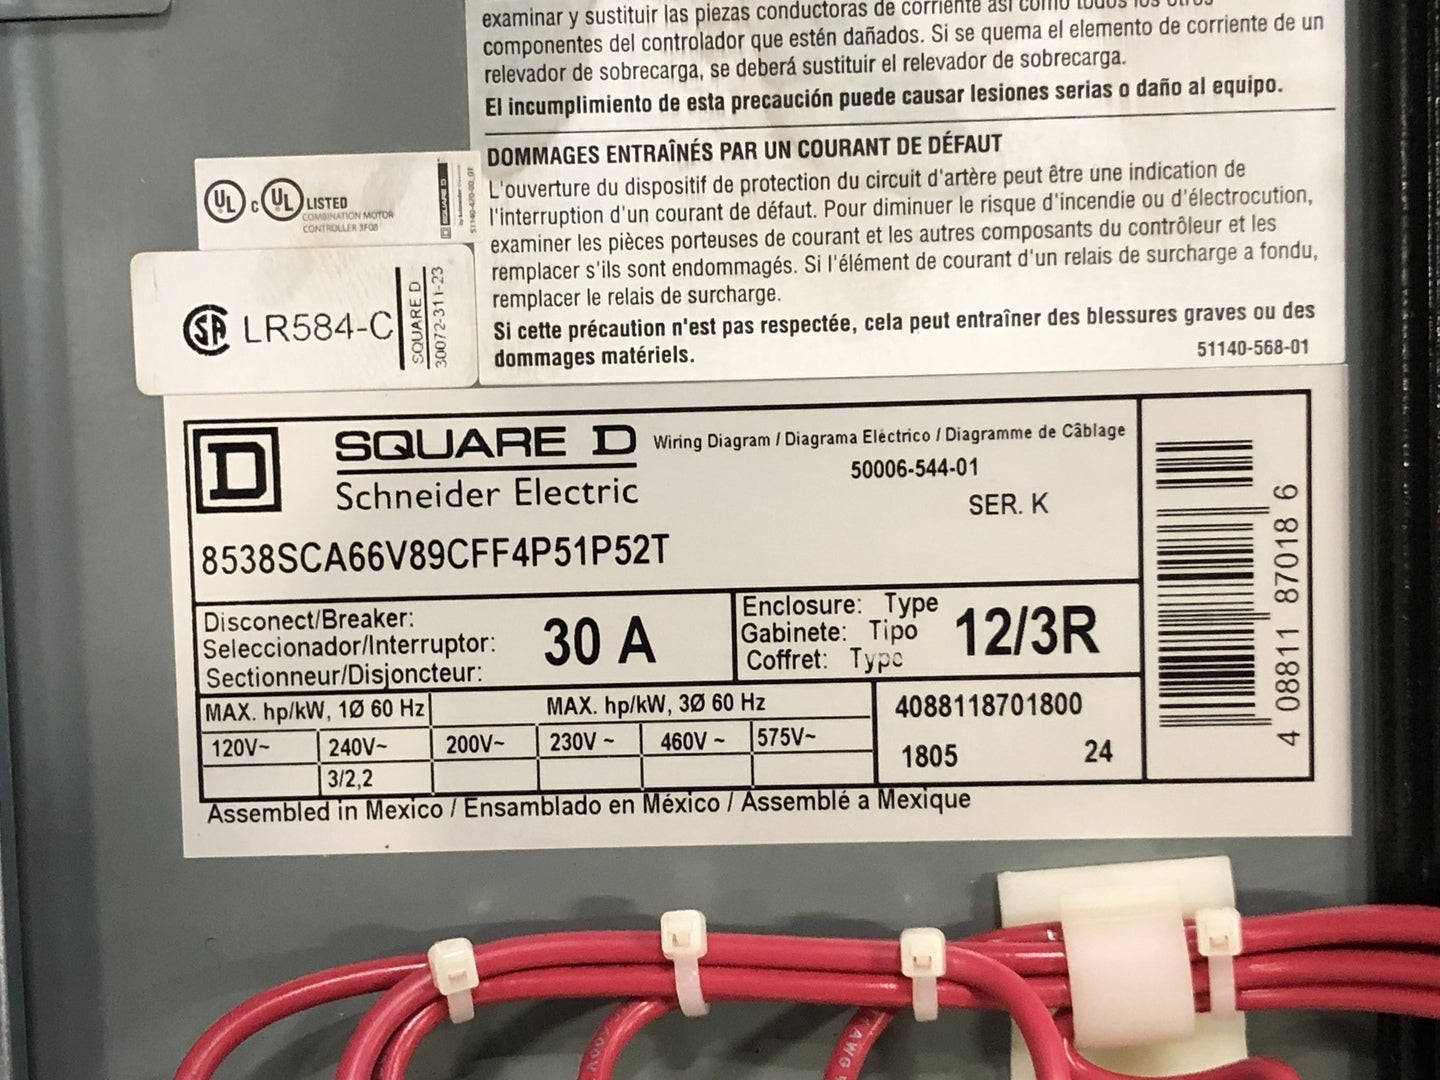 examinar y sustituir las piezas conductoras de corriente así como todos los otros
componentes del controlador que estén dañados. Si se quema el elemento de corriente de un
relevador de sobrecarga, se deberá sustituir el relevador de sobrecarga.
El incumplimiento de esta precaución puede causar lesiones serias o daño al equipo.
DOMMAGES ENTRAÎNÉS PAR UN COURANT DE DÉFAUT
L'ouverture du dispositif de protection du circuit d'artère peut être une indication de
l'interruption d'un courant de défaut. Pour diminuer le risque d'incendie ou d'électrocution,
examiner les pièces porteuses de courant et les autres composants du contrôleur et les
remplacer s'ils sont endommagés. Si l'élément de courant d'un relais de surcharge a fondu,
remplacer le relais de surcharge.
Si cette précaution n'est pas respectée, cela peut entraîner des blessures graves ou des
dommages matériels.
51140-568-01
UL c UL LISTED
COMBINATION MOTOR
CONTROLLER 3F08
SQUARE D
SA LR584-C
SQUARE D
30072-311-23
D SQUARE D
Schneider Electric
Wiring Diagram / Diagrama Eléctrico / Diagramme de Câblage
50006-544-01
SER. K
8538SCA66V89CFF4P51P52T
Disconect/Breaker:
Seleccionador/Interruptor:
Sectionneur/Disjoncteur:
30 A
Enclosure: Type
Gabinete: Tipo
Coffret: Type
12/3R
MAX. hp/kW, 1Ø 60 Hz
MAX. hp/kW, 3Ø 60 Hz
120V~ 240V~ 200V~ 230V ~ 460V ~ 575V~
3/2,2
4088118701800
1805 24
4 08811 87018 6
Assembled in Mexico / Ensamblado en México / Assemblé a Mexique
600V
AWG